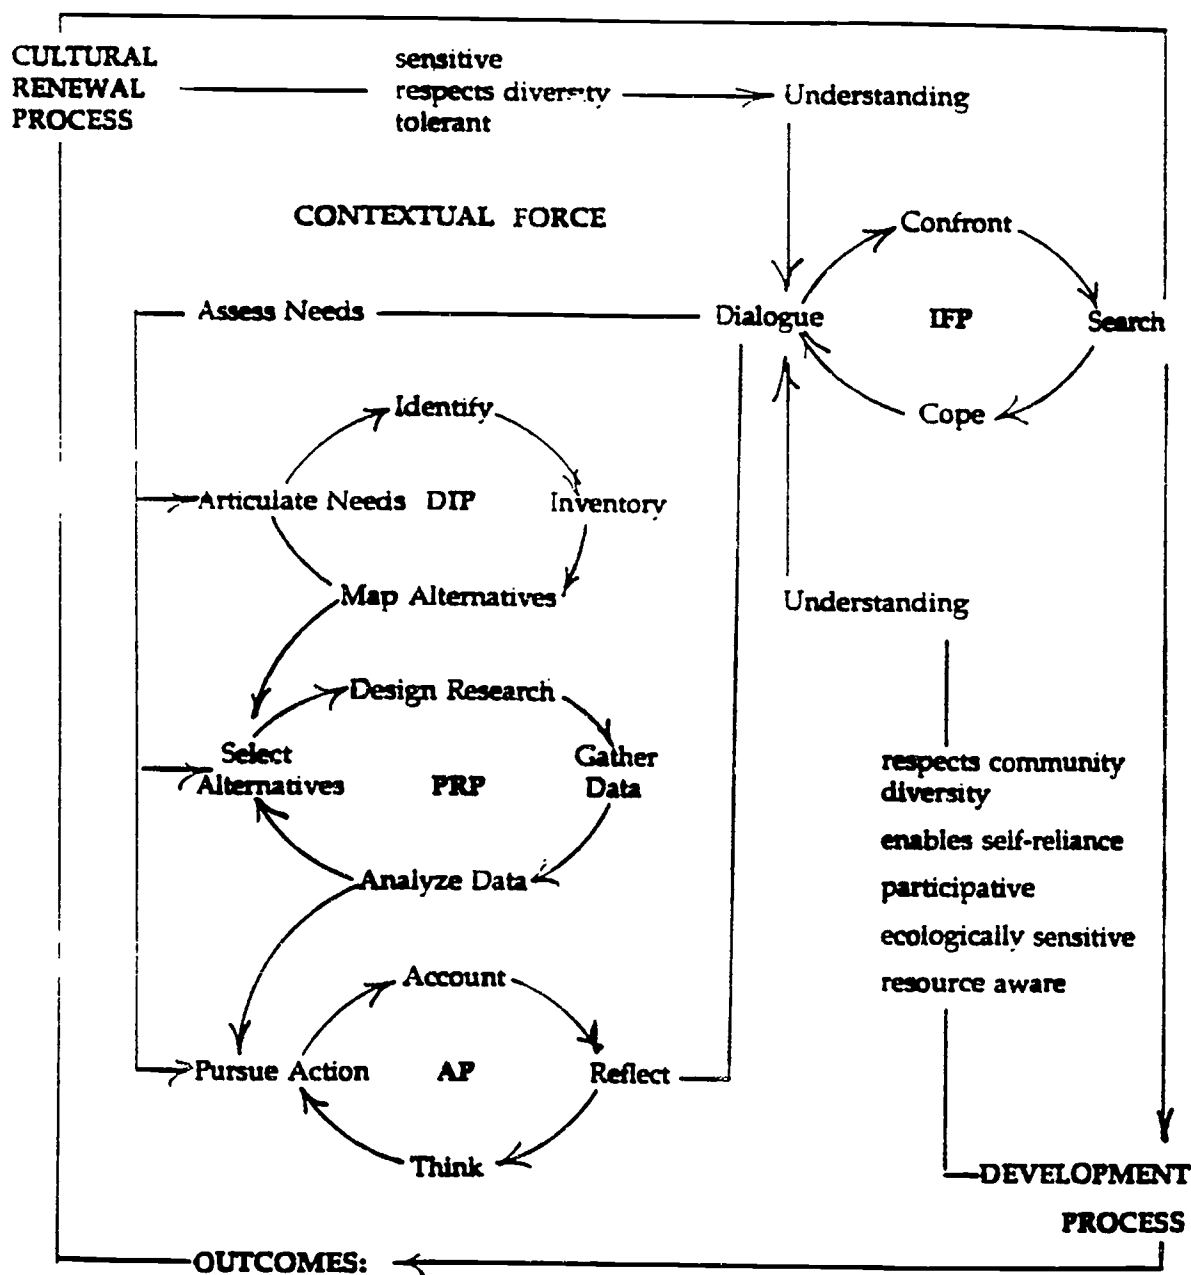 CULTURAL
RENEWAL
PROCESS
sensitive
respects diversity
tolerant
Understanding
CONTEXTUAL FORCE
Confront
Assess Needs
Dialogue
IFP
Search
Identify
Cope
Articulate Needs
DIP
Inventory
Map Alternatives
Understanding
Design Research
Select
Alternatives
PRP
Gather
Data
respects community
diversity
enables self-reliance
Analyze Data
participative
ecologically sensitive
Account
resource aware
Pursue Action
AP
Reflect
Think
DEVELOPMENT
PROCESS
OUTCOMES: